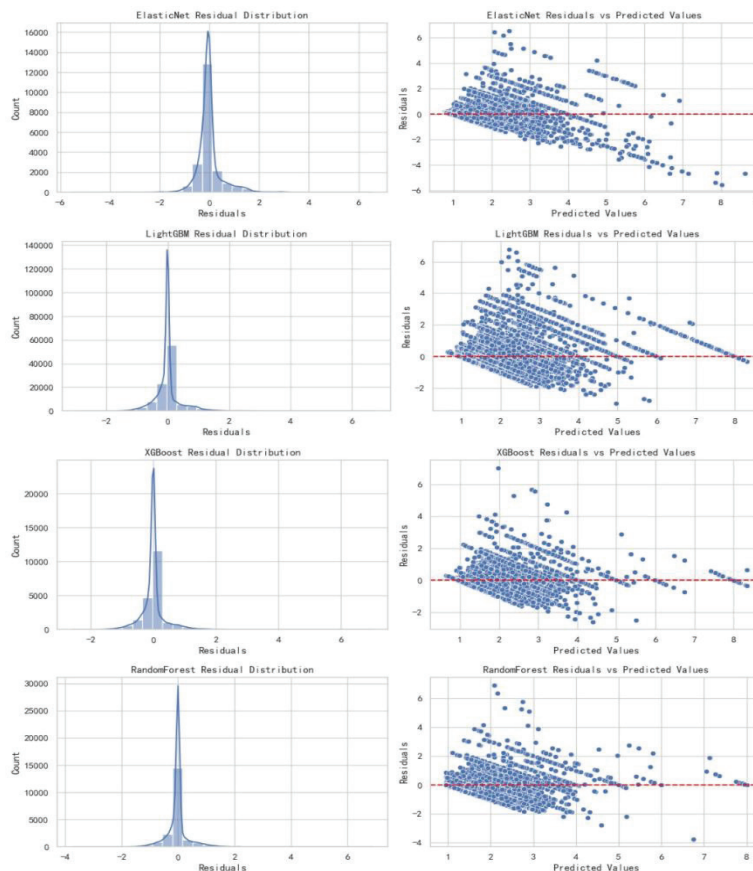 ElasticNet Residual Distribution
16000
14000
12000
10000
8000
6000
4000
2000
0
Count
-6 -4 -2 0 2 4 6
Residuals
ElasticNet Residuals vs Predicted Values
6
4
2
0
-2
-4
-6
Residuals
1 2 3 4 5 6 7 8
Predicted Values
LightGBM Residual Distribution
140000
120000
100000
80000
60000
40000
20000
0
Count
-2 0 2 4 6
Residuals
LightGBM Residuals vs Predicted Values
6
4
2
0
-2
Residuals
1 2 3 4 5 6 7 8
Predicted Values
XGBoost Residual Distribution
20000
15000
10000
5000
0
Count
-2 0 2 4 6
Residuals
XGBoost Residuals vs Predicted Values
6
4
2
0
-2
Residuals
1 2 3 4 5 6 7 8
Predicted Values
RandomForest Residual Distribution
30000
25000
20000
15000
10000
5000
0
Count
-4 -2 0 2 4 6
Residuals
RandomForest Residuals vs Predicted Values
6
4
2
0
-2
-4
Residuals
1 2 3 4 5 6 7 8
Predicted Values